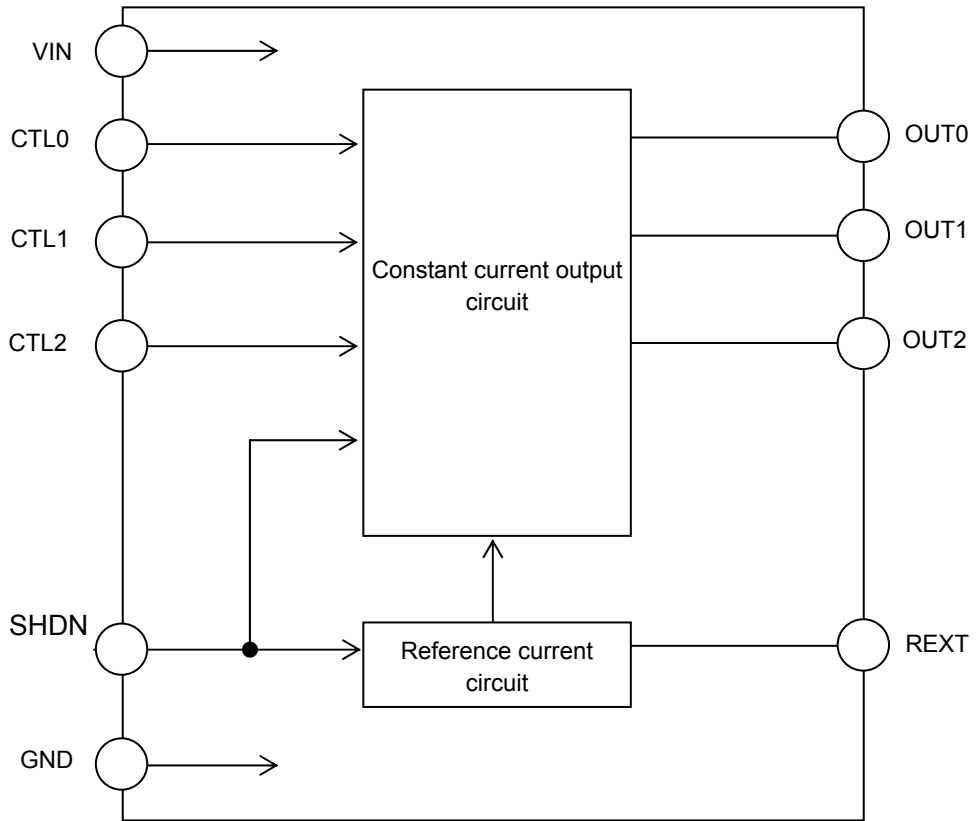 VIN
CTL0
CTL1
CTL2
SHDN
GND
Constant current output
circuit
Reference current
circuit
OUT0
OUT1
OUT2
REXT